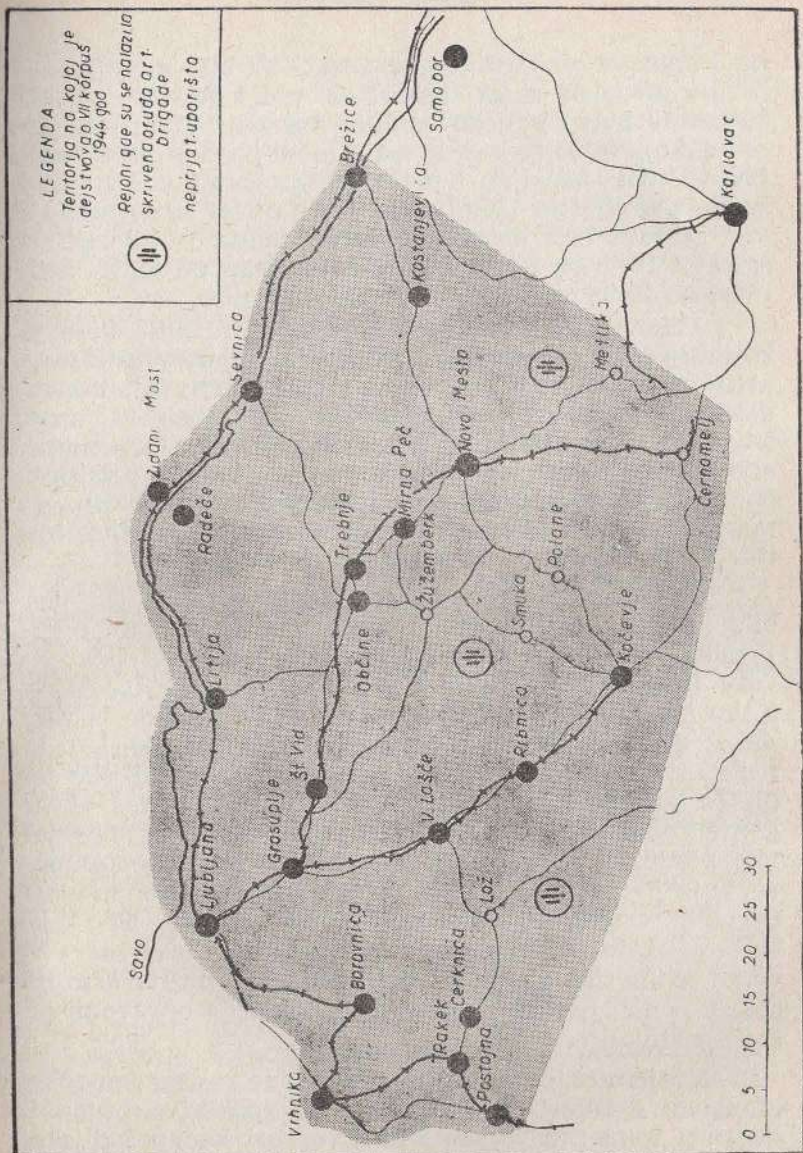 LEGENDA
Teritorija na kojoj je
dejstvovao VII korpus
1944 god
Rejoni gde su se nalazila
skrivena oruđa art.
brigade
neprijat. uporišta
Savo
Vrhnika
Ljubljana
Borovnica
Rakek
Cerknica
Postojna
Lož
Grosuplje
Št Vid
V. Lašče
Ribnica
Kočevje
Litija
Zidani Most
Radeče
Sevnica
Trebnje
Občine
Mirna Peč
Žužemberk
Smuka
Polane
Novo Mesto
Kostanjevica
Brežice
Samobor
Metlika
Černomelj
Karlovac
0 5 10 15 20 25 30